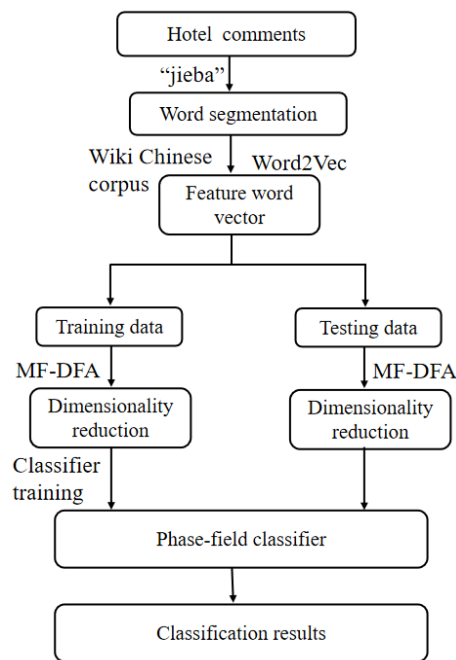 Hotel comments
“jieba”
Word segmentation
Wiki Chinese
corpus
Word2Vec
Feature word
vector
Training data
Testing data
MF-DFA
MF-DFA
Dimensionality
reduction
Dimensionality
reduction
Classifier
training
Phase-field classifier
Classification results